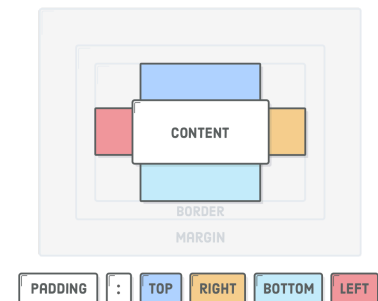 CONTENT
BORDER
MARGIN
PADDING : TOP RIGHT BOTTOM LEFT